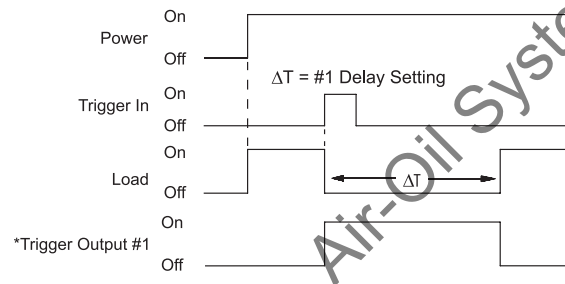 On
Power
Off
ΔT = #1 Delay Setting
On
Trigger In
Off
On
Load
ΔT
Off
On
*Trigger Output #1
Off
Air-Oil Syste